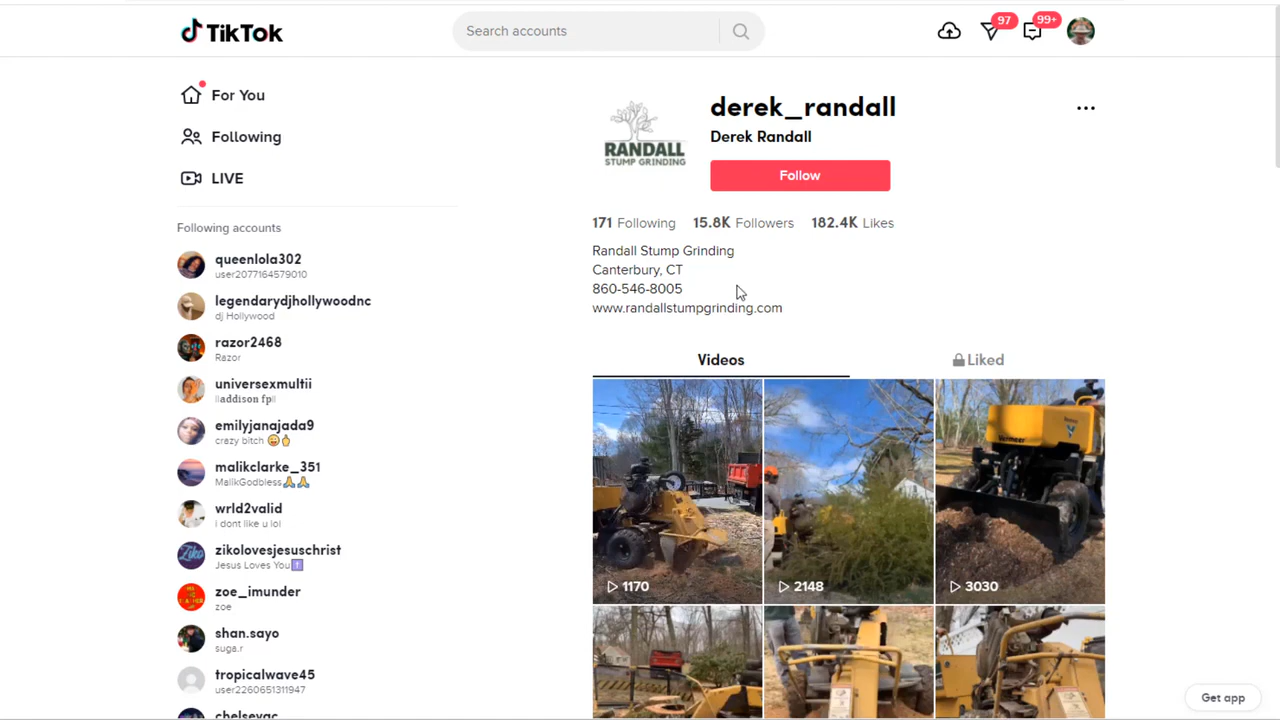 TikTok
Search accounts
97
99+
For You
Following
LIVE
Following accounts
queenlola302
user2077164579010
legendarydjhollywoodnc
dj Hollywood
razor2468
Razor
universexmultii
||addison fp||
emilyjanajada9
crazy bitch 😜🖕
malikclarke_351
MalikGodbless🙏🙏
wrld2valid
i dont like u lol
Ziko
zikolovesjesuschrist
Jesus Loves You✝️
zoe_imunder
zoe
shan.sayo
suga.r
tropicalwave45
user2260651311947
chelseyac
RANDALL
STUMP GRINDING
derek_randall
Derek Randall
Follow
171 Following 15.8K Followers 182.4K Likes
Randall Stump Grinding
Canterbury, CT
860-546-8005
www.randallstumpgrinding.com
Videos
Liked
1170
2148
Vermeer
3030
Get app